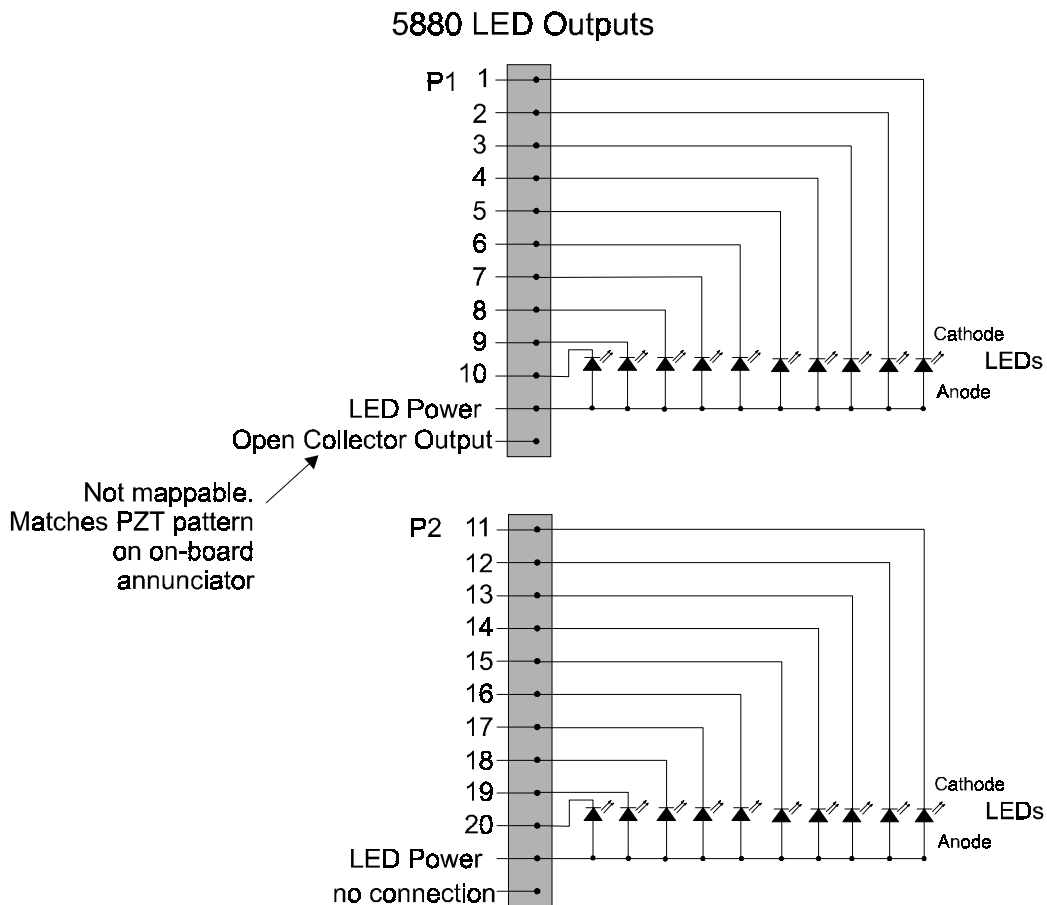 5880 LED Outputs
P1 1
2
3
4
5
6
7
8
9
10
Cathode
LEDs
Anode
LED Power
Open Collector Output
Not mappable.
Matches PZT pattern
on on-board
annunciator
P2 11
12
13
14
15
16
17
18
19
20
Cathode
LEDs
Anode
LED Power
no connection